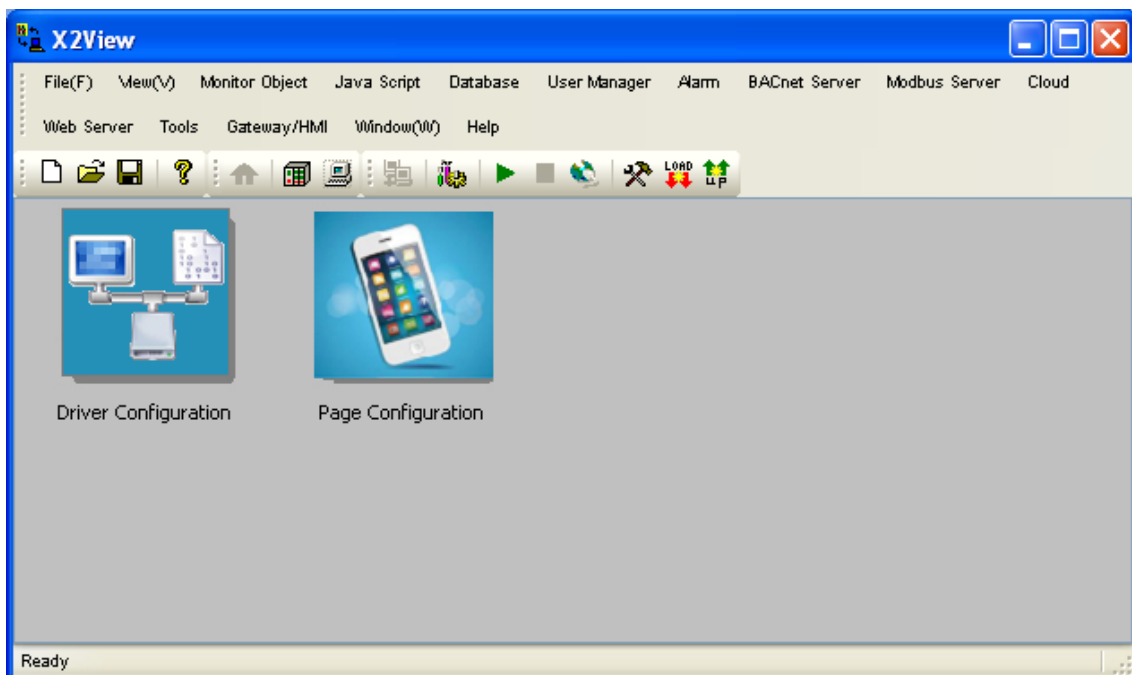 X2View
File(F) View(V) Monitor Object Java Script Database User Manager Alarm BACnet Server Modbus Server Cloud
Web Server Tools Gateway/HMI Window(W) Help
LOAD UP
Driver Configuration Page Configuration
Ready